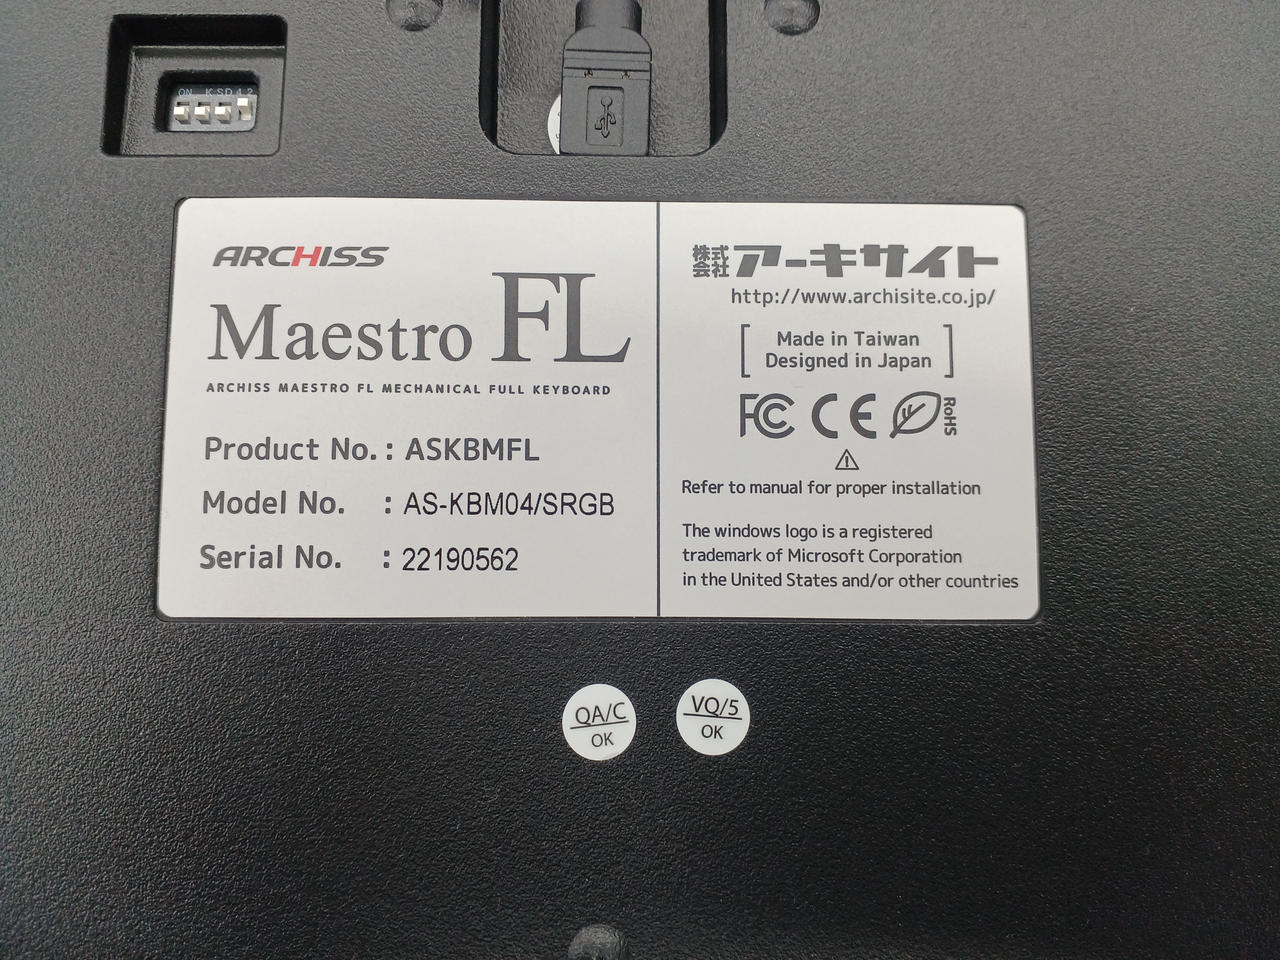 ON KSD 1 2
ARCHISS
Maestro FL
ARCHISS MAESTRO FL MECHANICAL FULL KEYBOARD
Product No. : ASKBMFL
Model No. : AS-KBM04/SRGB
Serial No. : 22190562
株式会社アーキサイト
http://www.archisite.co.jp/
Made in Taiwan
Designed in Japan
FC CE RoHS
Refer to manual for proper installation
The windows logo is a registered
trademark of Microsoft Corporation
in the United States and/or other countries
QA/C
OK
VQ/5
OK